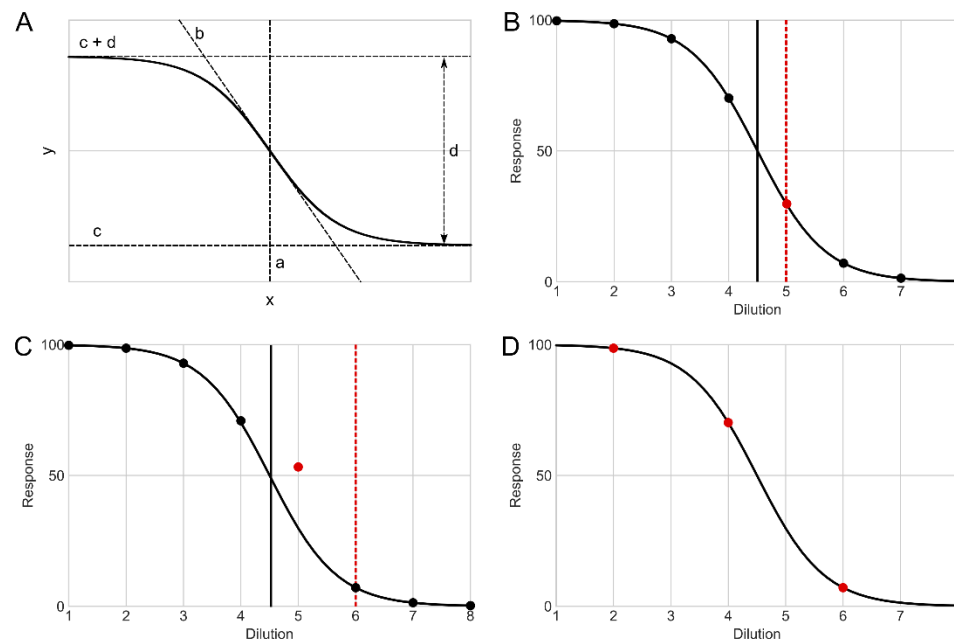 A
c + d
b
y
d
c
a
x
B
100
50
0
Response
1 2 3 4 5 6 7
Dilution
C
100
50
0
Response
1 2 3 4 5 6 7 8
Dilution
D
100
50
0
Response
1 2 3 4 5 6 7
Dilution